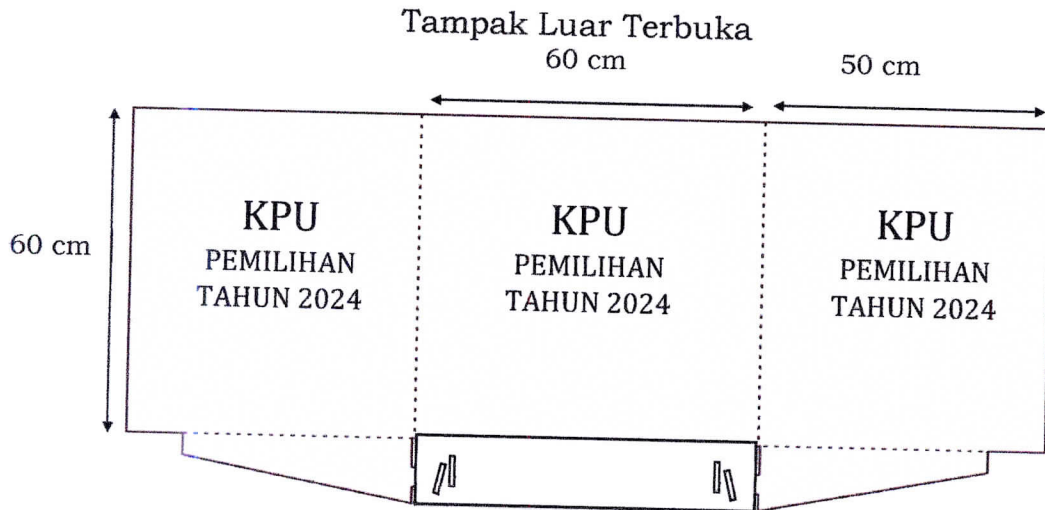 Tampak Luar Terbuka
60 cm
50 cm
60 cm
KPU
PEMILIHAN
TAHUN 2024
KPU
PEMILIHAN
TAHUN 2024
KPU
PEMILIHAN
TAHUN 2024